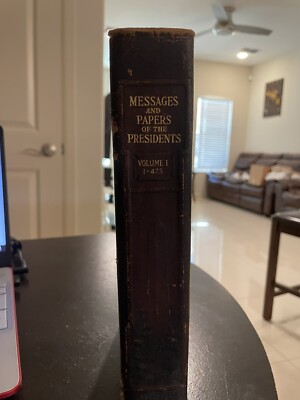 MESSAGES
AND
PAPERS
OF THE
PRESIDENTS
VOLUME I
1-475